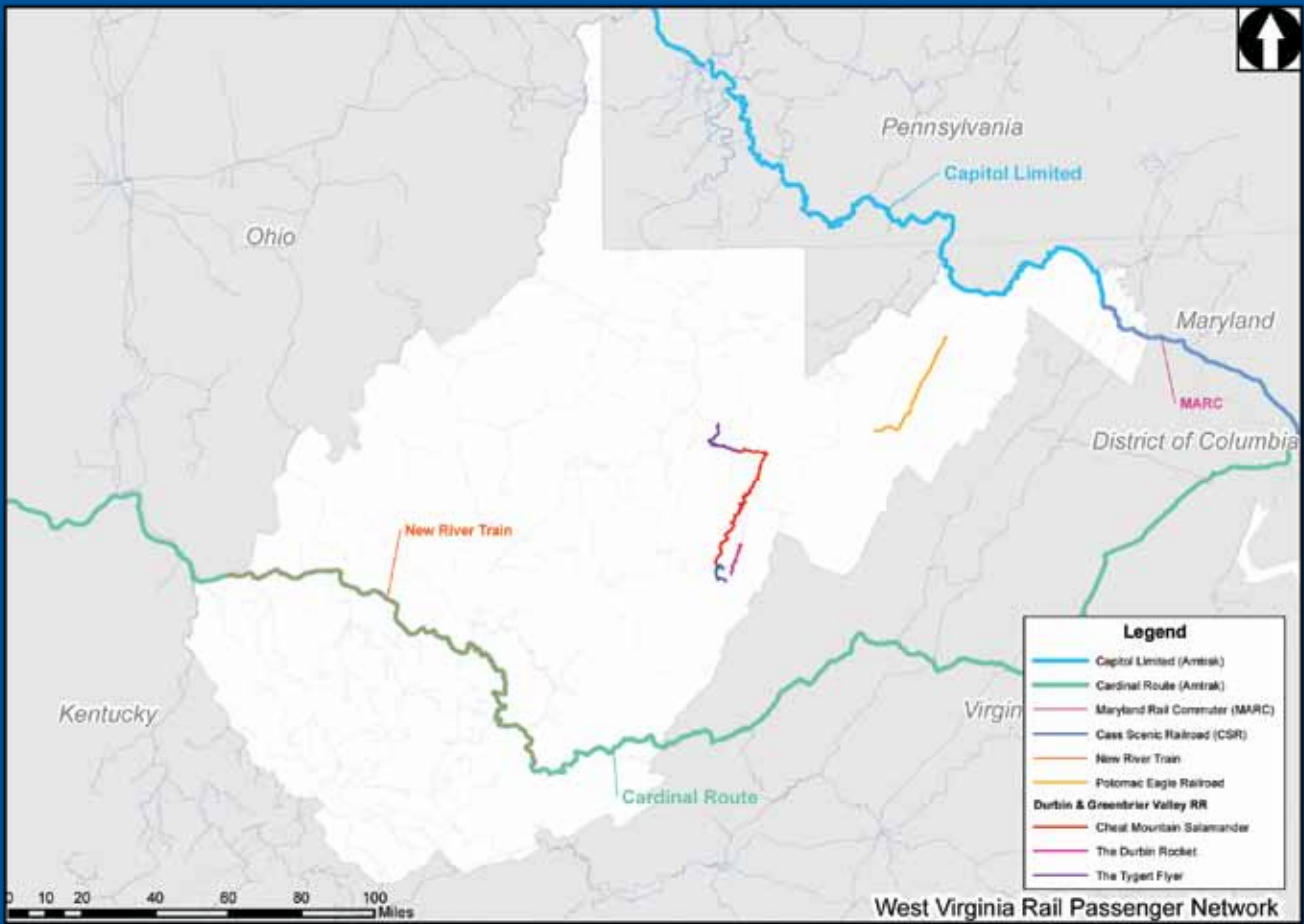 Pennsylvania
Capitol Limited
Ohio
Maryland
MARC
District of Columbia
New River Train
Kentucky
Virgin
Cardinal Route
Legend
Capitol Limited (Amtrak)
Cardinal Route (Amtrak)
Maryland Rail Commuter (MARC)
Cass Scenic Railroad (CSR)
New River Train
Potomac Eagle Railroad
Durbin & Greenbrier Valley RR
Cheat Mountain Salamander
The Durbin Rocket
The Tygert Flyer
0 10 20 40 60 80 100
Miles
West Virginia Rail Passenger Network